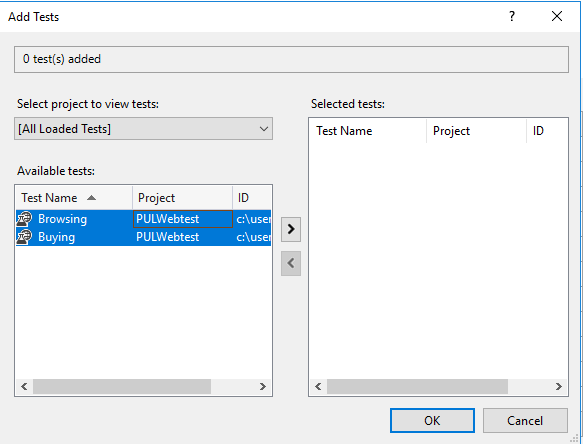 Add Tests
0 test(s) added
Select project to view tests:
[All Loaded Tests]
Available tests:
Test Name Project ID
Browsing PULWebtest c:\user
Buying PULWebtest c:\user
Selected tests:
Test Name Project ID
OK Cancel